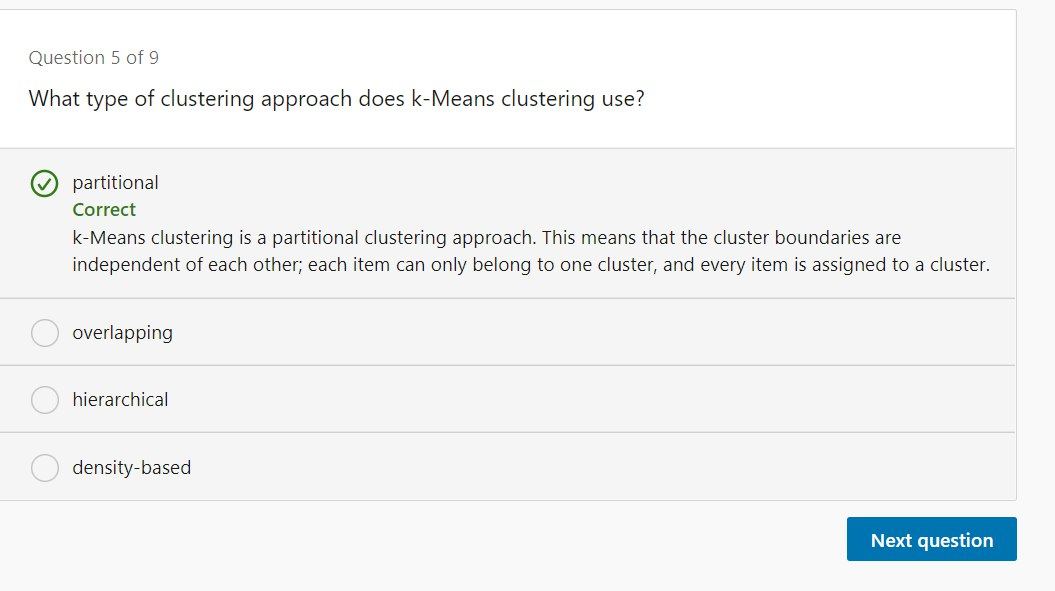 Question 5 of 9
What type of clustering approach does k-Means clustering use?
partitional
Correct
k-Means clustering is a partitional clustering approach. This means that the cluster boundaries are
independent of each other; each item can only belong to one cluster, and every item is assigned to a cluster.
overlapping
hierarchical
density-based
Next question